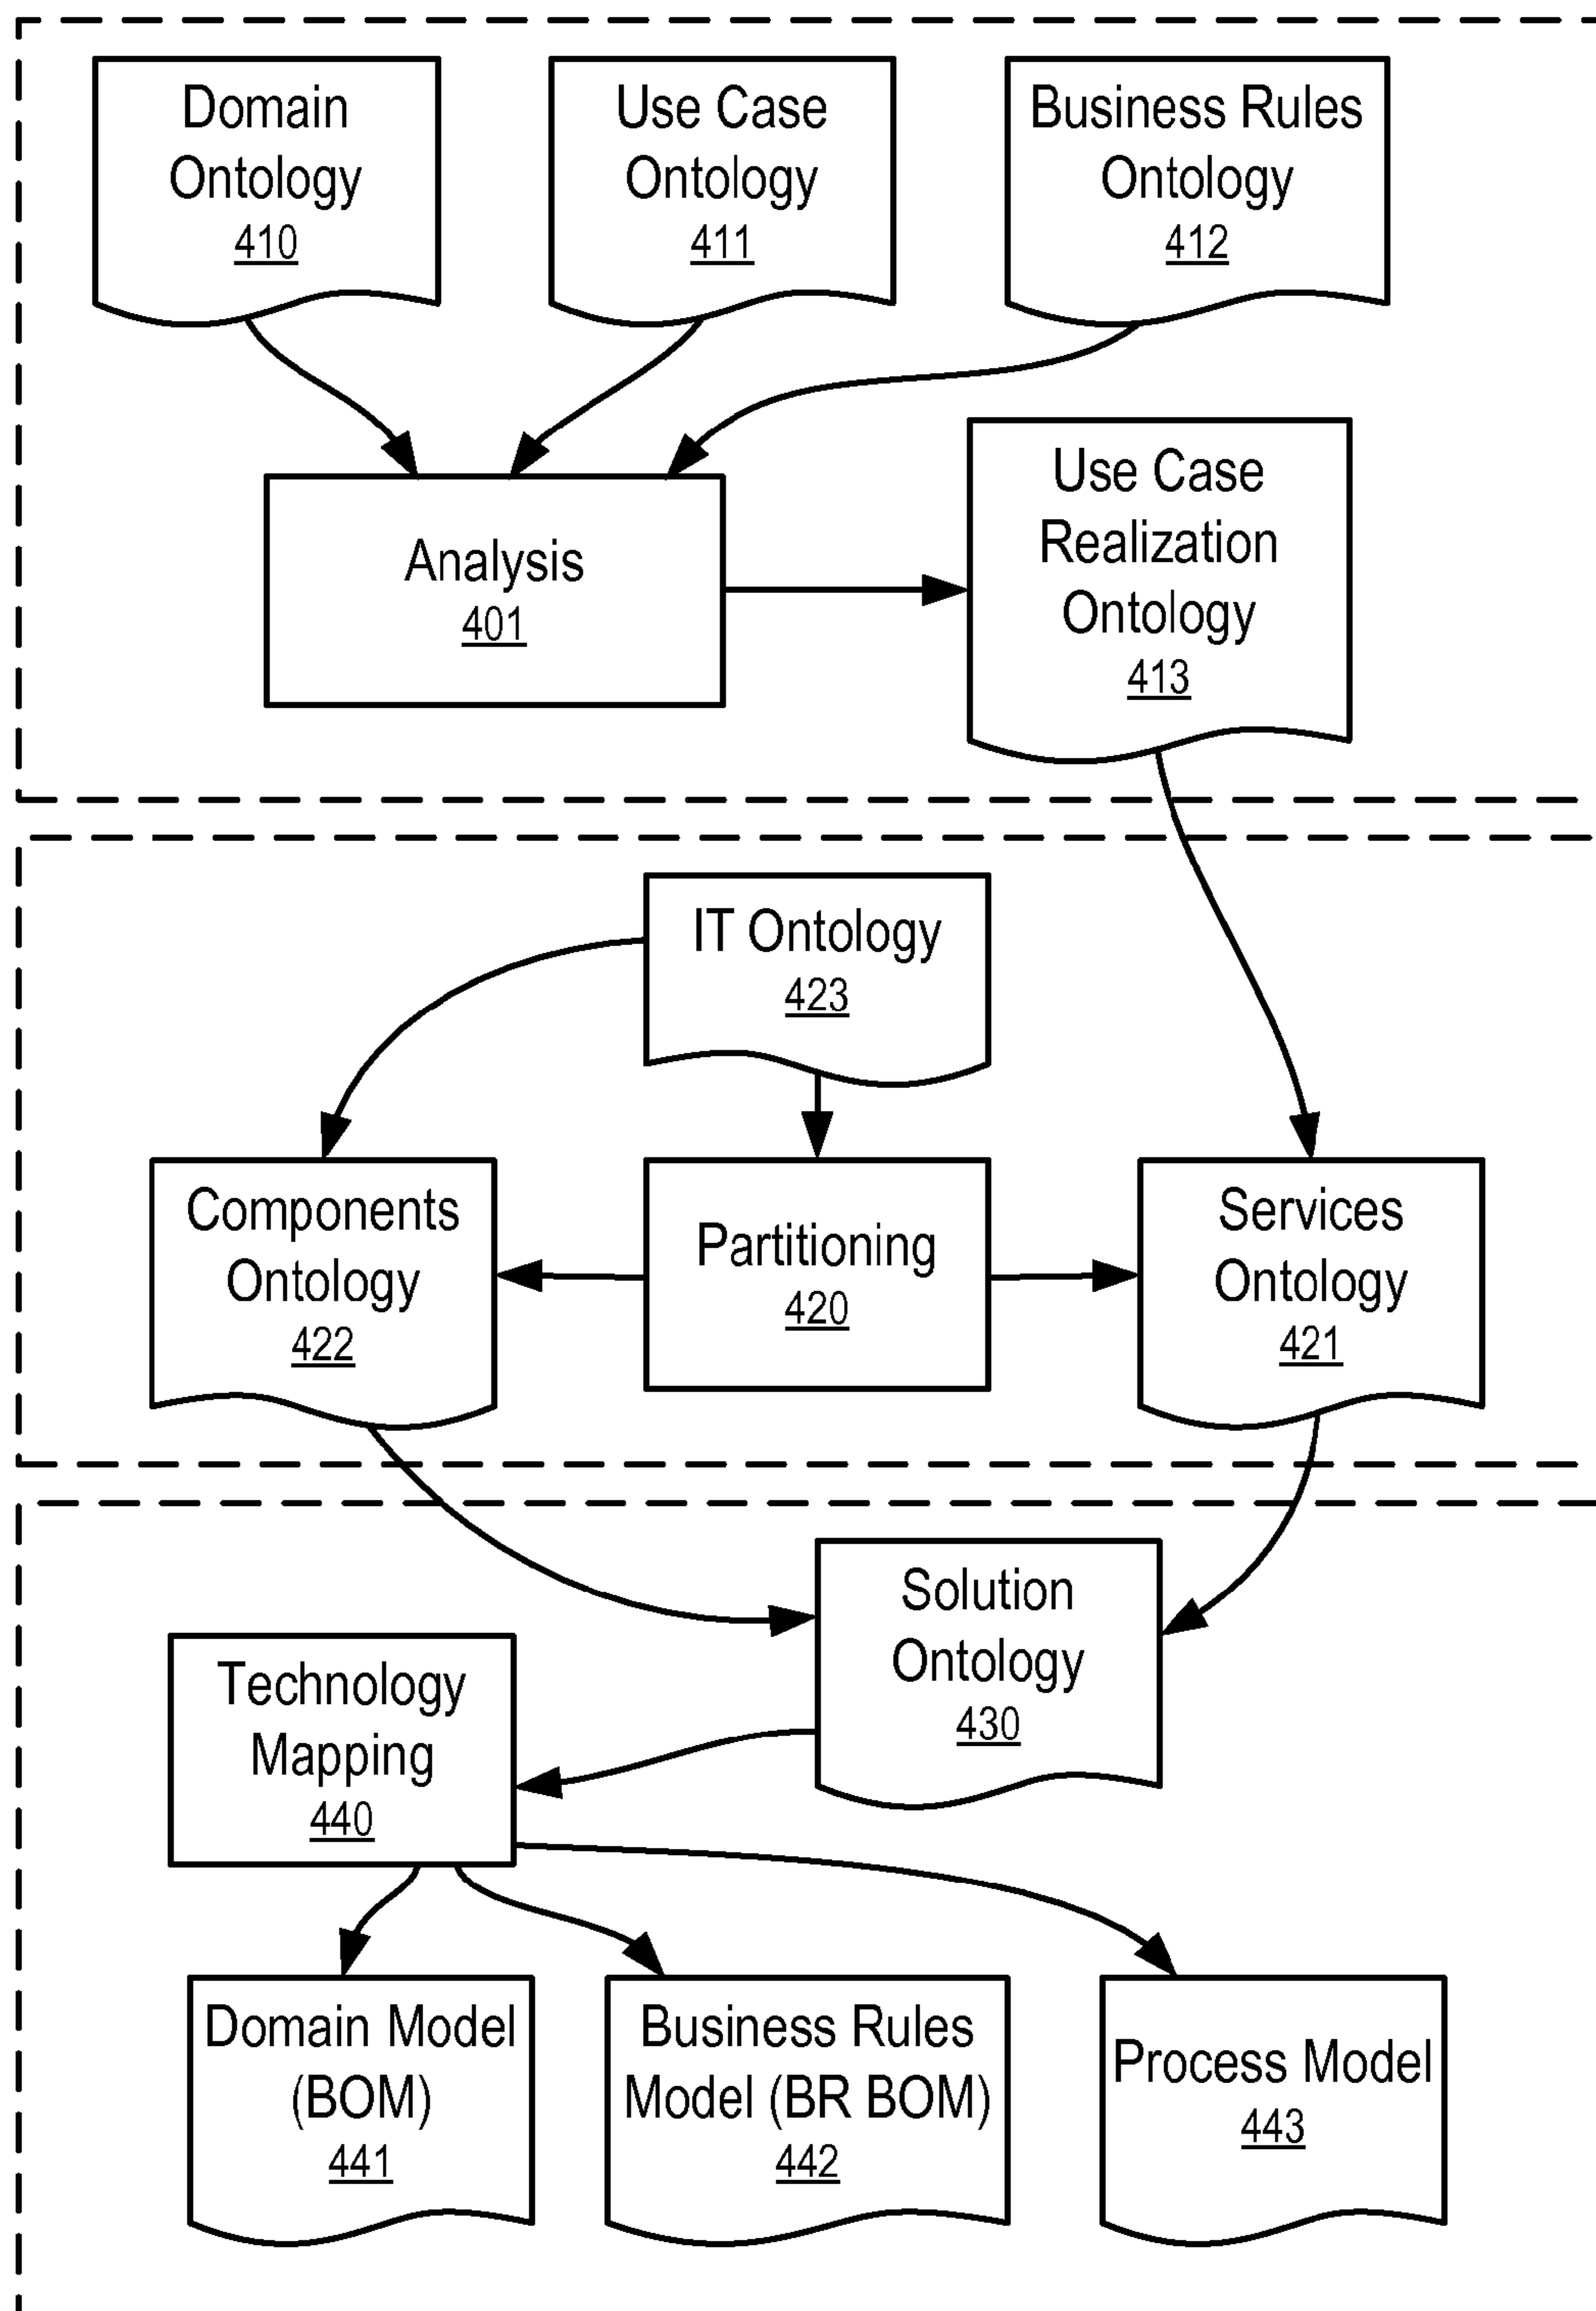 Domain
Ontology
410
Use Case
Ontology
411
Business Rules
Ontology
412
Analysis
401
Use Case
Realization
Ontology
413
IT Ontology
423
Components
Ontology
422
Partitioning
420
Services
Ontology
421
Solution
Ontology
430
Technology
Mapping
440
Domain Model
(BOM)
441
Business Rules
Model (BR BOM)
442
Process Model
443